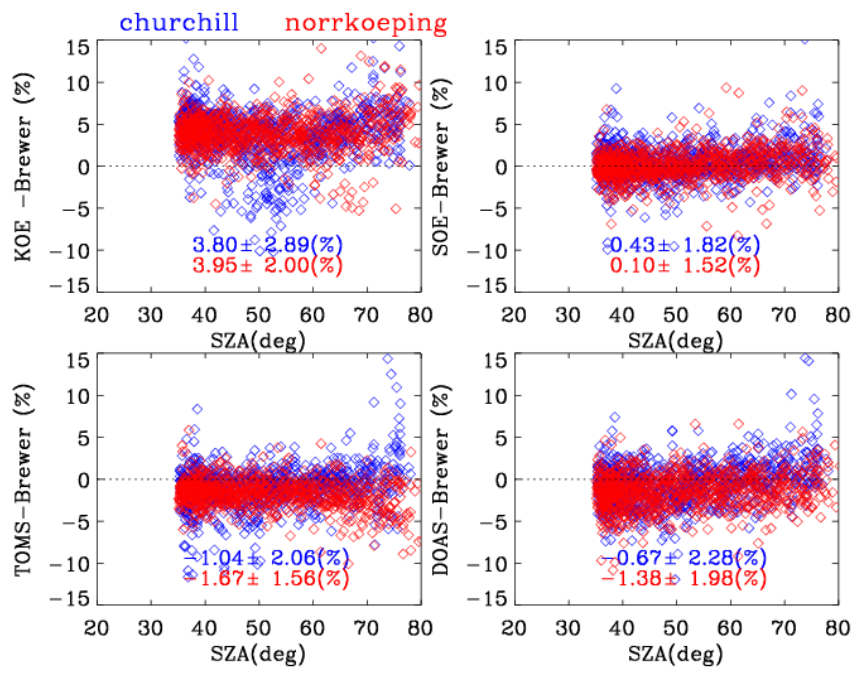 churchill norrkoeping
KOE -Brewer (%)
15
10
5
0
-5
-10
-15
3.80± 2.89(%)
3.95± 2.00(%)
20 30 40 50 60 70 80
SZA(deg)
SOE-Brewer (%)
15
10
5
0
-5
-10
-15
0.43± 1.82(%)
0.10± 1.52(%)
20 30 40 50 60 70 80
SZA(deg)
TOMS-Brewer (%)
15
10
5
0
-5
-10
-15
-1.04± 2.06(%)
-1.67± 1.56(%)
20 30 40 50 60 70 80
SZA(deg)
DOAS-Brewer (%)
15
10
5
0
-5
-10
-15
-0.67± 2.28(%)
-1.38± 1.98(%)
20 30 40 50 60 70 80
SZA(deg)